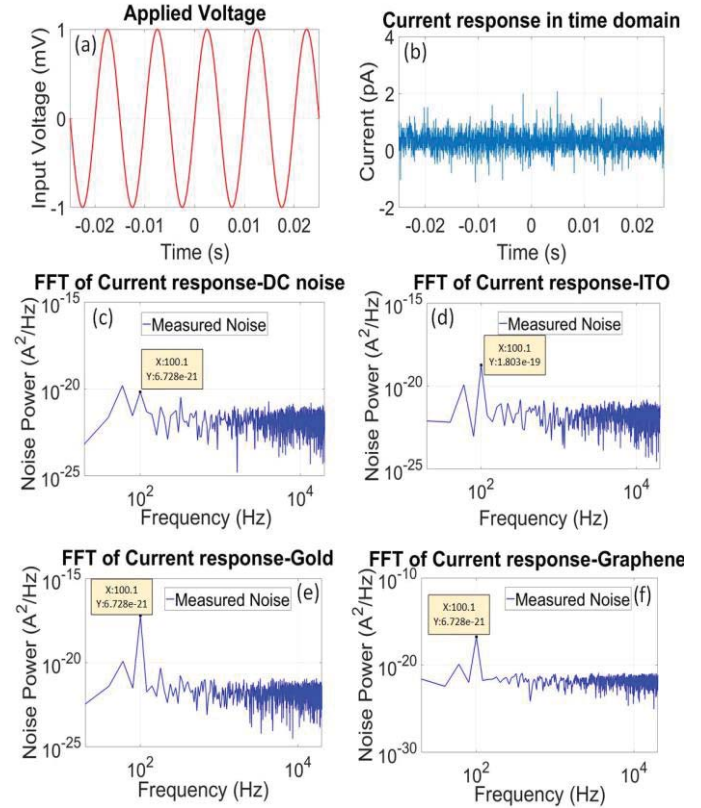 Applied Voltage
(a)
Input Voltage (mV)
1
0
-1
-0.02 -0.01 0 0.01 0.02
Time (s)
Current response in time domain
(b)
Current (pA)
4
2
0
-2
-0.02 -0.01 0 0.01 0.02
Time (s)
FFT of Current response-DC noise
(c)
Measured Noise
X:100.1
Y:6.728e-21
Noise Power (A^2/Hz)
10^-15
10^-20
10^-25
10^2 10^4
Frequency (Hz)
FFT of Current response-ITO
(d)
Measured Noise
X:100.1
Y:1.803e-19
Noise Power (A^2/Hz)
10^-15
10^-20
10^-25
10^2 10^4
Frequency (Hz)
FFT of Current response-Gold
X:100.1
Y:6.728e-21
Measured Noise
(e)
Noise Power (A^2/Hz)
10^-15
10^-20
10^-25
10^2 10^4
Frequency (Hz)
FFT of Current response-Graphene
X:100.1
Y:6.728e-21
Measured Noise
(f)
Noise Power (A^2/Hz)
10^-10
10^-20
10^-30
10^2 10^4
Frequency (Hz)